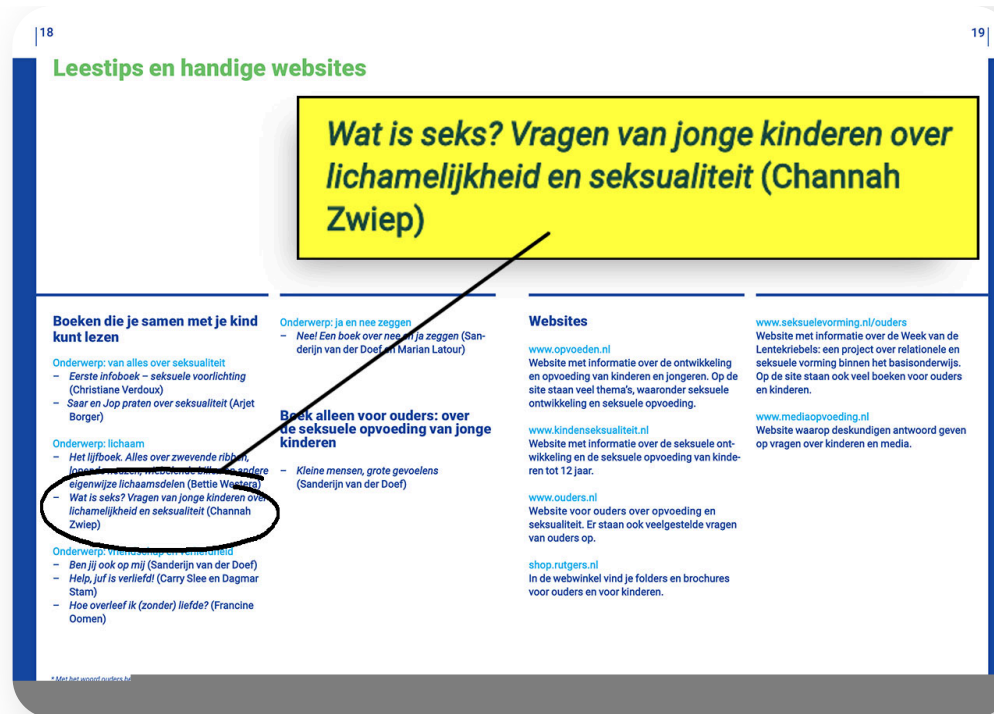 18
19
Leestips en handige websites
Wat is seks? Vragen van jonge kinderen over
lichamelijkheid en seksualiteit (Channah
Zwiep)
Boeken die je samen met je kind
kunt lezen
Onderwerp: van alles over seksualiteit
– Eerste infoboek – seksuele voorlichting
(Christiane Verdoux)
– Saar en Jop praten over seksualiteit (Arjet
Borger)
Onderwerp: lichaam
– Het lijfboek. Alles over zwevende ribben,
lopende neuzen, wiebelende billen en andere
eigenwijze lichaamsdelen (Bettie Westera)
– Wat is seks? Vragen van jonge kinderen over
lichamelijkheid en seksualiteit (Channah
Zwiep)
Onderwerp: vriendschap en verliefdheid
– Ben jij ook op mij (Sanderijn van der Doef)
– Help, juf is verliefd! (Carry Slee en Dagmar
Stam)
– Hoe overleef ik (zonder) liefde? (Francine
Oomen)
* Met het woord ouders be
Onderwerp: ja en nee zeggen
– Nee! Een boek over nee en ja zeggen (San-
derijn van der Doef en Marian Latour)
Boek alleen voor ouders: over
de seksuele opvoeding van jonge
kinderen
– Kleine mensen, grote gevoelens
(Sanderijn van der Doef)
Websites
www.opvoeden.nl
Website met informatie over de ontwikkeling
en opvoeding van kinderen en jongeren. Op de
site staan veel thema's, waaronder seksuele
ontwikkeling en seksuele opvoeding.
www.kindenseksualiteit.nl
Website met informatie over de seksuele ont-
wikkeling en de seksuele opvoeding van kinde-
ren tot 12 jaar.
www.ouders.nl
Website voor ouders over opvoeding en
seksualiteit. Er staan ook veelgestelde vragen
van ouders op.
shop.rutgers.nl
In de webwinkel vind je folders en brochures
voor ouders en voor kinderen.
www.seksuelevorming.nl/ouders
Website met informatie over de Week van de
Lentekriebels: een project over relationele en
seksuele vorming binnen het basisonderwijs.
Op de site staan ook veel boeken voor ouders
en kinderen.
www.mediaopvoeding.nl
Website waarop deskundigen antwoord geven
op vragen over kinderen en media.